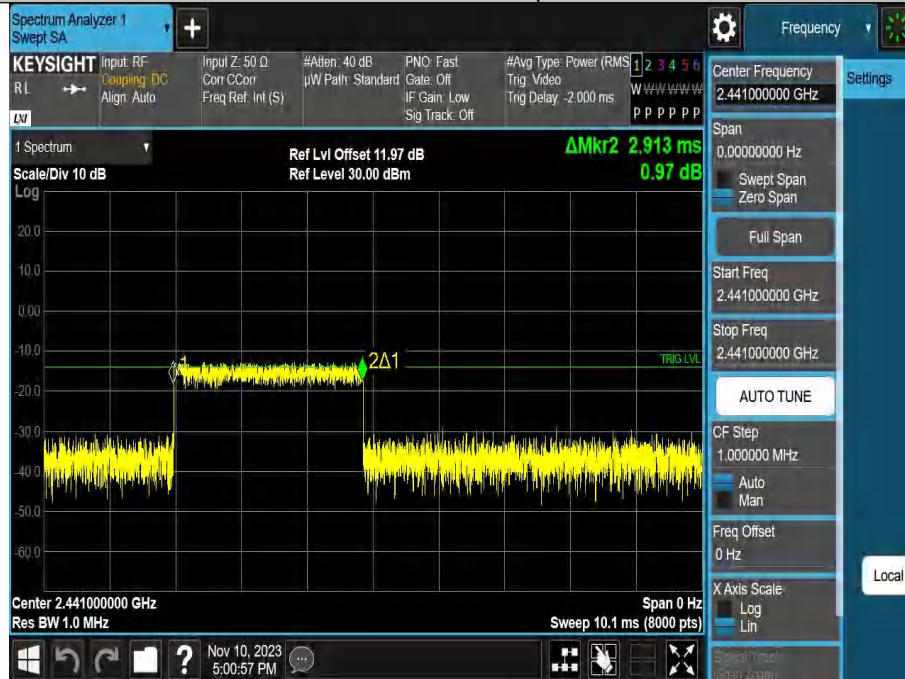 Spectrum Analyzer 1
Swept SA
+
Frequency
KEYSIGHT
RL
LXI
Input: RF
Coupling: DC
Align: Auto
Input Z: 50 Ω
Corr CCorr
Freq Ref: Int (S)
#Atten: 40 dB
µW Path: Standard
PNO: Fast
Gate: Off
IF Gain: Low
Sig Track: Off
#Avg Type: Power (RMS
Trig: Video
Trig Delay: -2.000 ms
1 2 3 4 5 6
W W W W W W
P P P P P P
1 Spectrum
Scale/Div 10 dB
Log
Ref Lvl Offset 11.97 dB
Ref Level 30.00 dBm
ΔMkr2 2.913 ms
0.97 dB
20.0
10.0
0.00
-10.0
-20.0
-30.0
-40.0
-50.0
-60.0
1
2Δ1
TRIG LVL
Center 2.441000000 GHz
Res BW 1.0 MHz
Span 0 Hz
Sweep 10.1 ms (8000 pts)
?
Nov 10, 2023
5:00:57 PM
Center Frequency
2.441000000 GHz
Span
0.00000000 Hz
Swept Span
Zero Span
Full Span
Start Freq
2.441000000 GHz
Stop Freq
2.441000000 GHz
AUTO TUNE
CF Step
1.000000 MHz
Auto
Man
Freq Offset
0 Hz
X Axis Scale
Log
Lin
Signal Track
(Span Zoom)
Settings
Local